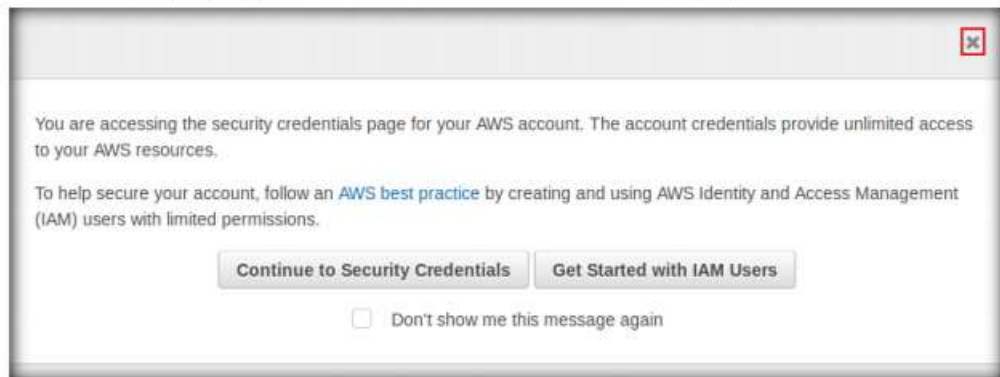 You are accessing the security credentials page for your AWS account. The account credentials provide unlimited access
to your AWS resources.
To help secure your account, follow an AWS best practice by creating and using AWS Identity and Access Management
(IAM) users with limited permissions.
Continue to Security Credentials Get Started with IAM Users
Don't show me this message again